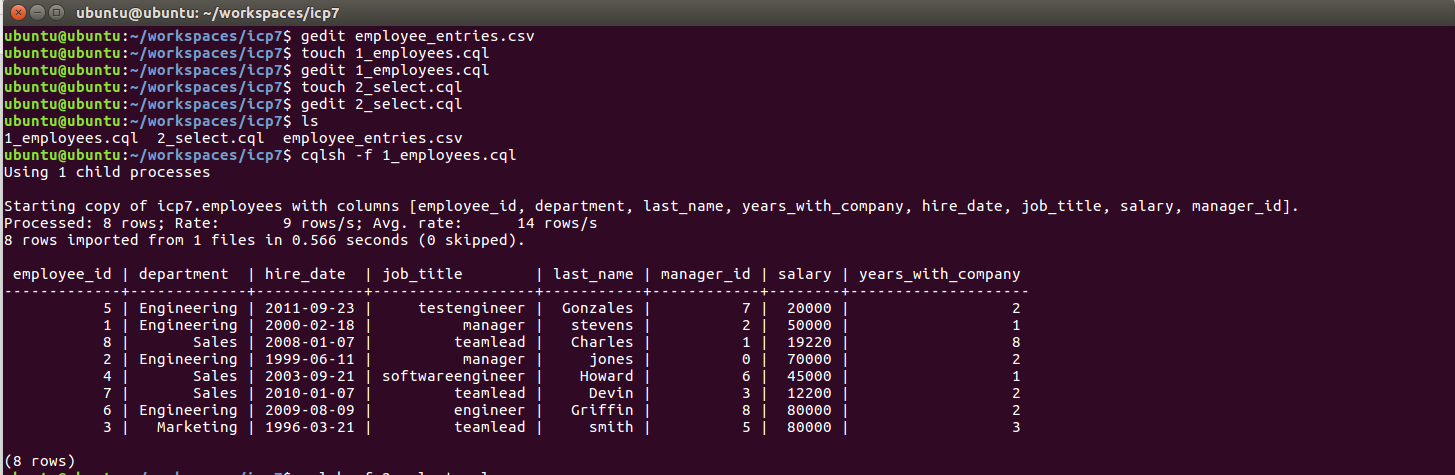 ubuntu@ubuntu: ~/workspaces/icp7
ubuntu@ubuntu:~/workspaces/icp7$ gedit employee_entries.csv
ubuntu@ubuntu:~/workspaces/icp7$ touch 1_employees.cql
ubuntu@ubuntu:~/workspaces/icp7$ gedit 1_employees.cql
ubuntu@ubuntu:~/workspaces/icp7$ touch 2_select.cql
ubuntu@ubuntu:~/workspaces/icp7$ gedit 2_select.cql
ubuntu@ubuntu:~/workspaces/icp7$ ls
1_employees.cql  2_select.cql  employee_entries.csv
ubuntu@ubuntu:~/workspaces/icp7$ cqlsh -f 1_employees.cql
Using 1 child processes
Starting copy of icp7.employees with columns [employee_id, department, last_name, years_with_company, hire_date, job_title, salary, manager_id].
Processed: 8 rows; Rate:       9 rows/s; Avg. rate:      14 rows/s
8 rows imported from 1 files in 0.566 seconds (0 skipped).
 employee_id | department  | hire_date  | job_title        | last_name | manager_id | salary | years_with_company
-------------+-------------+------------+------------------+-----------+------------+--------+--------------------
           5 | Engineering | 2011-09-23 |     testengineer |  Gonzales |          7 |  20000 |                  2
           1 | Engineering | 2000-02-18 |          manager |   stevens |          2 |  50000 |                  1
           8 |       Sales | 2008-01-07 |         teamlead |   Charles |          1 |  19220 |                  8
           2 | Engineering | 1999-06-11 |          manager |     jones |          0 |  70000 |                  2
           4 |       Sales | 2003-09-21 | softwareengineer |    Howard |          6 |  45000 |                  1
           7 |       Sales | 2010-01-07 |         teamlead |     Devin |          3 |  12200 |                  2
           6 | Engineering | 2009-08-09 |         engineer |   Griffin |          8 |  80000 |                  2
           3 |   Marketing | 1996-03-21 |         teamlead |     smith |          5 |  80000 |                  3
(8 rows)